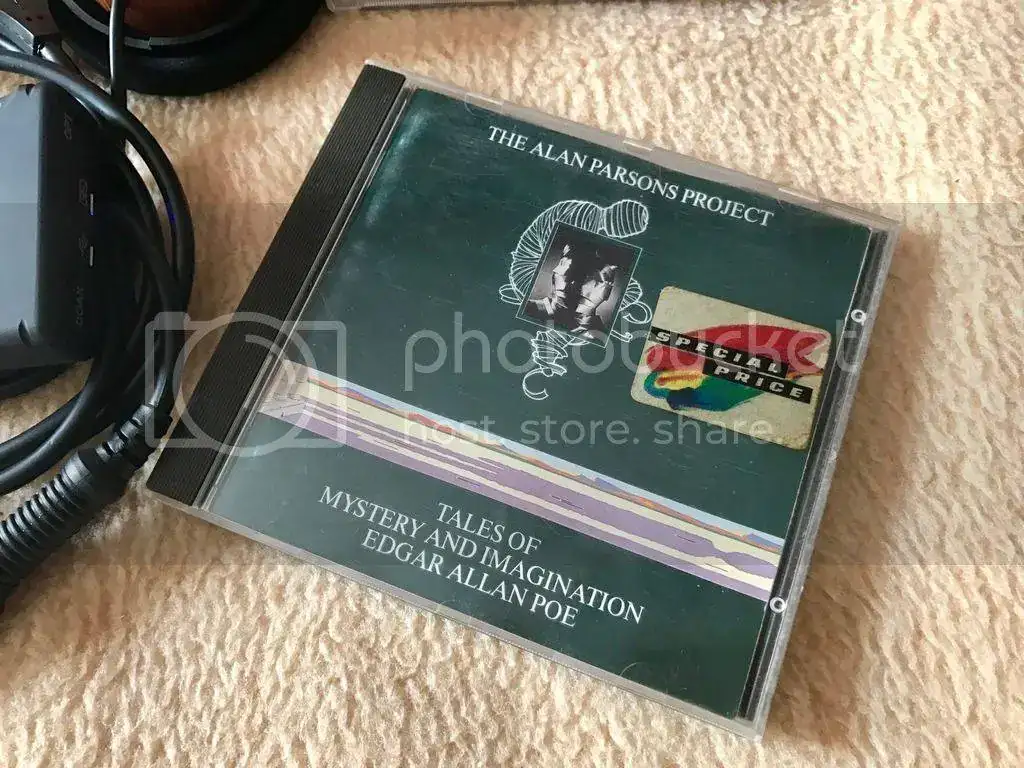 THE ALAN PARSONS PROJECT
SPECIAL
PRICE
photobucket
host. store. share
TALES OF
MYSTERY AND IMAGINATION
EDGAR ALLAN POE